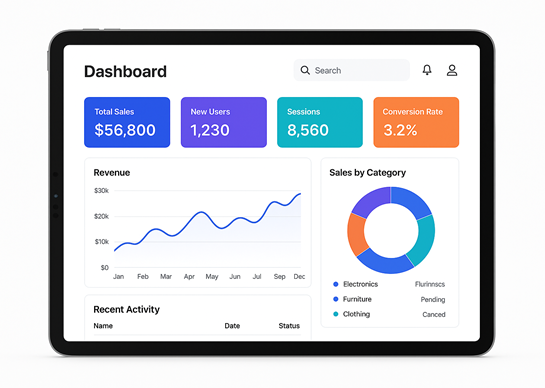 Dashboard
Search
Total Sales
$56,800
New Users
1,230
Sessions
8,560
Conversion Rate
3.2%
Revenue
$30k
$20k
$10k
$0
Jan Feb Mar Apr May Jun Jul Sep Dec
Sales by Category
Electronics Flurinnscs
Furniture Pending
Clothing Canced
Recent Activity
Name Date Status